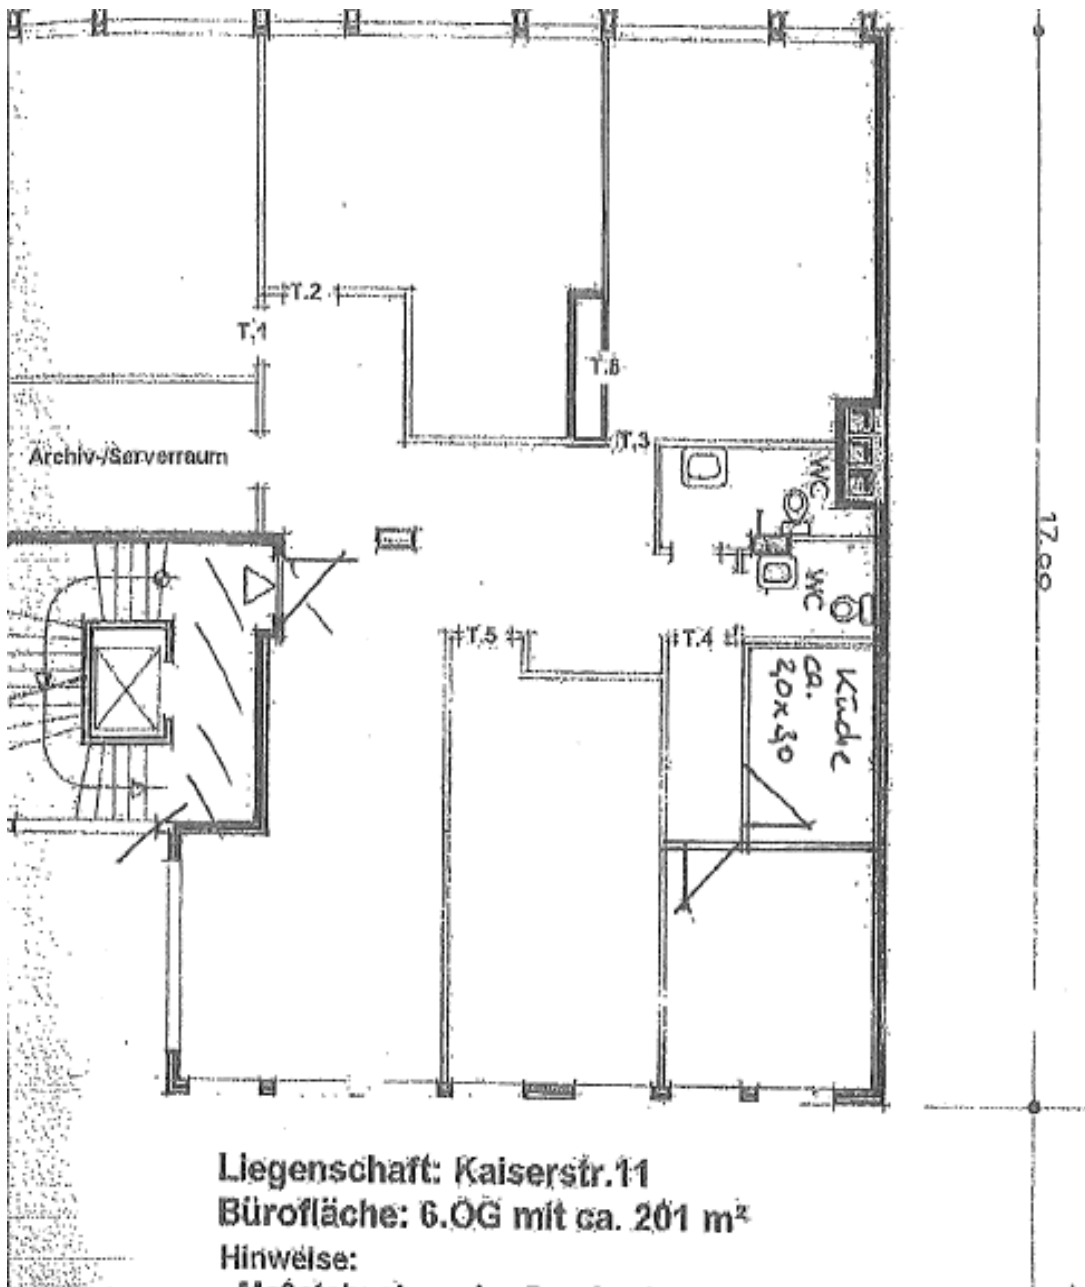 T.2
T.1
T.6
T.3
Archiv-/Serverraum
WC
17.00
WC
T.5
T.4
Küche
ca.
Liegenschaft: Kaiserstr.11
Bürofläche: 6.OG mit ca. 201 m²
Hinweise: